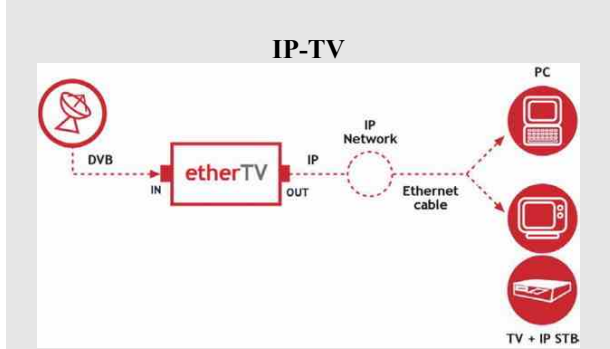 IP-TV
PC
IP
Network
DVB
etherTV
IP
IN
OUT
Ethernet
cable
TV + IP STB